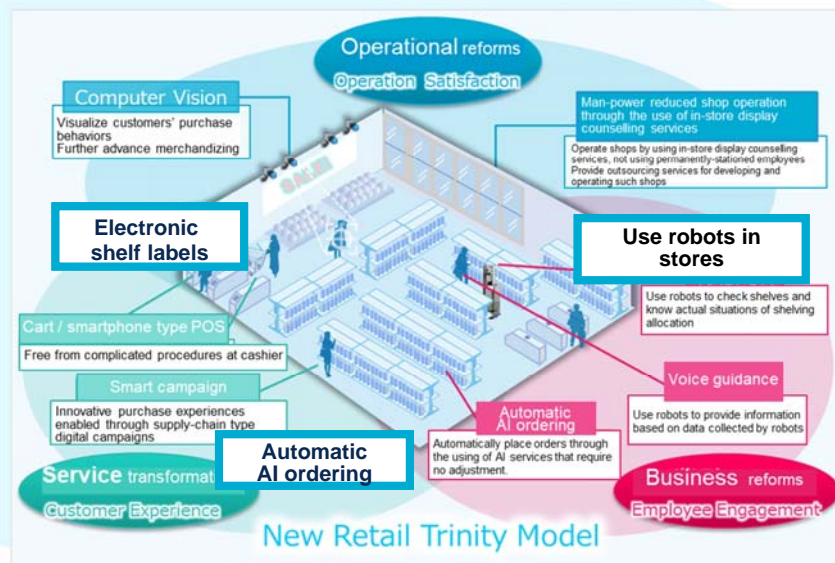 Operational reforms
Operation Satisfaction
Computer Vision
Visualize customers' purchase
behaviors
Further advance merchandizing
Man-power reduced shop operation
through the use of in-store display
counselling services
Operate shops by using in-store display counselling
services, not using permanently-stationed employees
Provide outsourcing services for developing and
operating such shops
Electronic
shelf labels
Use robots in
stores
Use robots to check shelves and
know actual situations of shelving
allocation
Cart / smartphone type POS
Free from complicated procedures at cashier
Smart campaign
Innovative purchase experiences
enabled through supply-chain type
digital campaigns
Voice guidance
Use robots to provide information
based on data collected by robots
Automatic
AI ordering
Automatically place orders through
the using of AI services that require
no adjustment.
Automatic
AI ordering
Service transformati
Customer Experience
Business reforms
Employee Engagement
New Retail Trinity Model